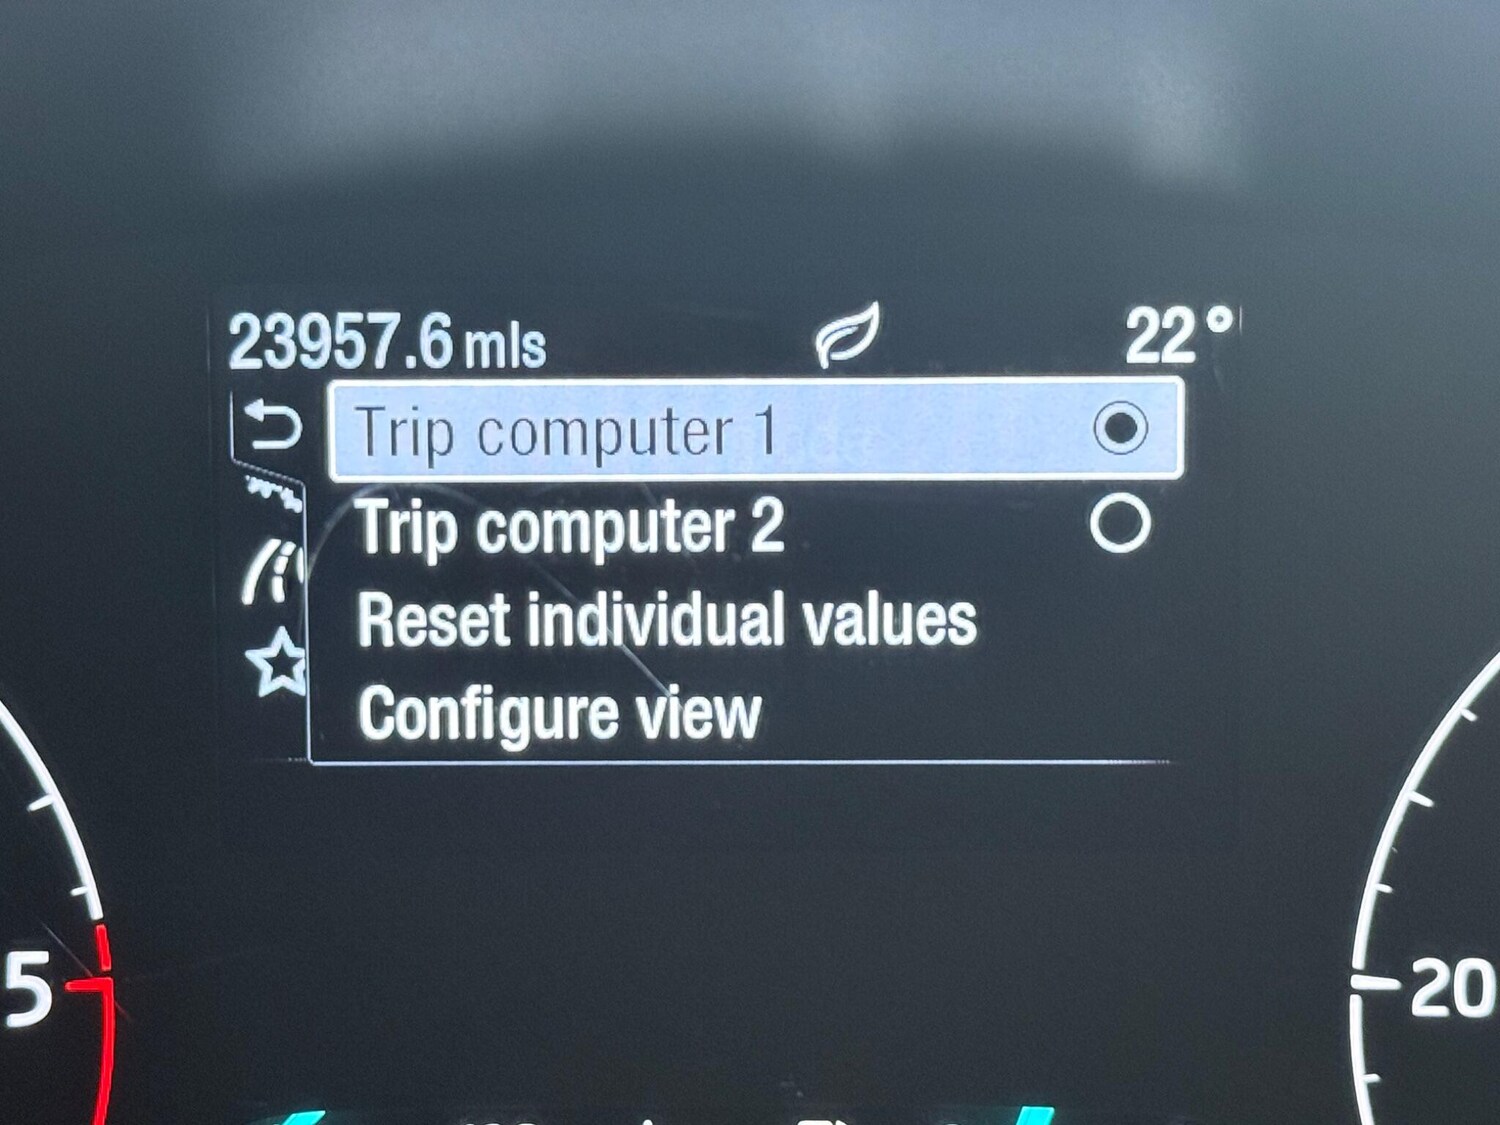 23957.6 mls 22°
Trip computer 1
Trip computer 2
Reset individual values
Configure view
5
20